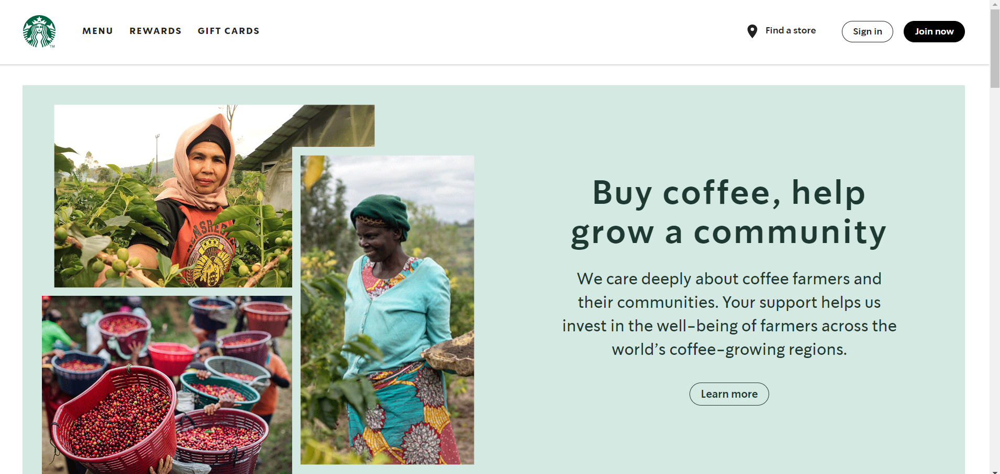 TM
MENU
REWARDS
GIFT CARDS
Find a store
Sign in
Join now
Buy coffee, help
grow a community
We care deeply about coffee farmers and
their communities. Your support helps us
invest in the well-being of farmers across the
world’s coffee-growing regions.
Learn more